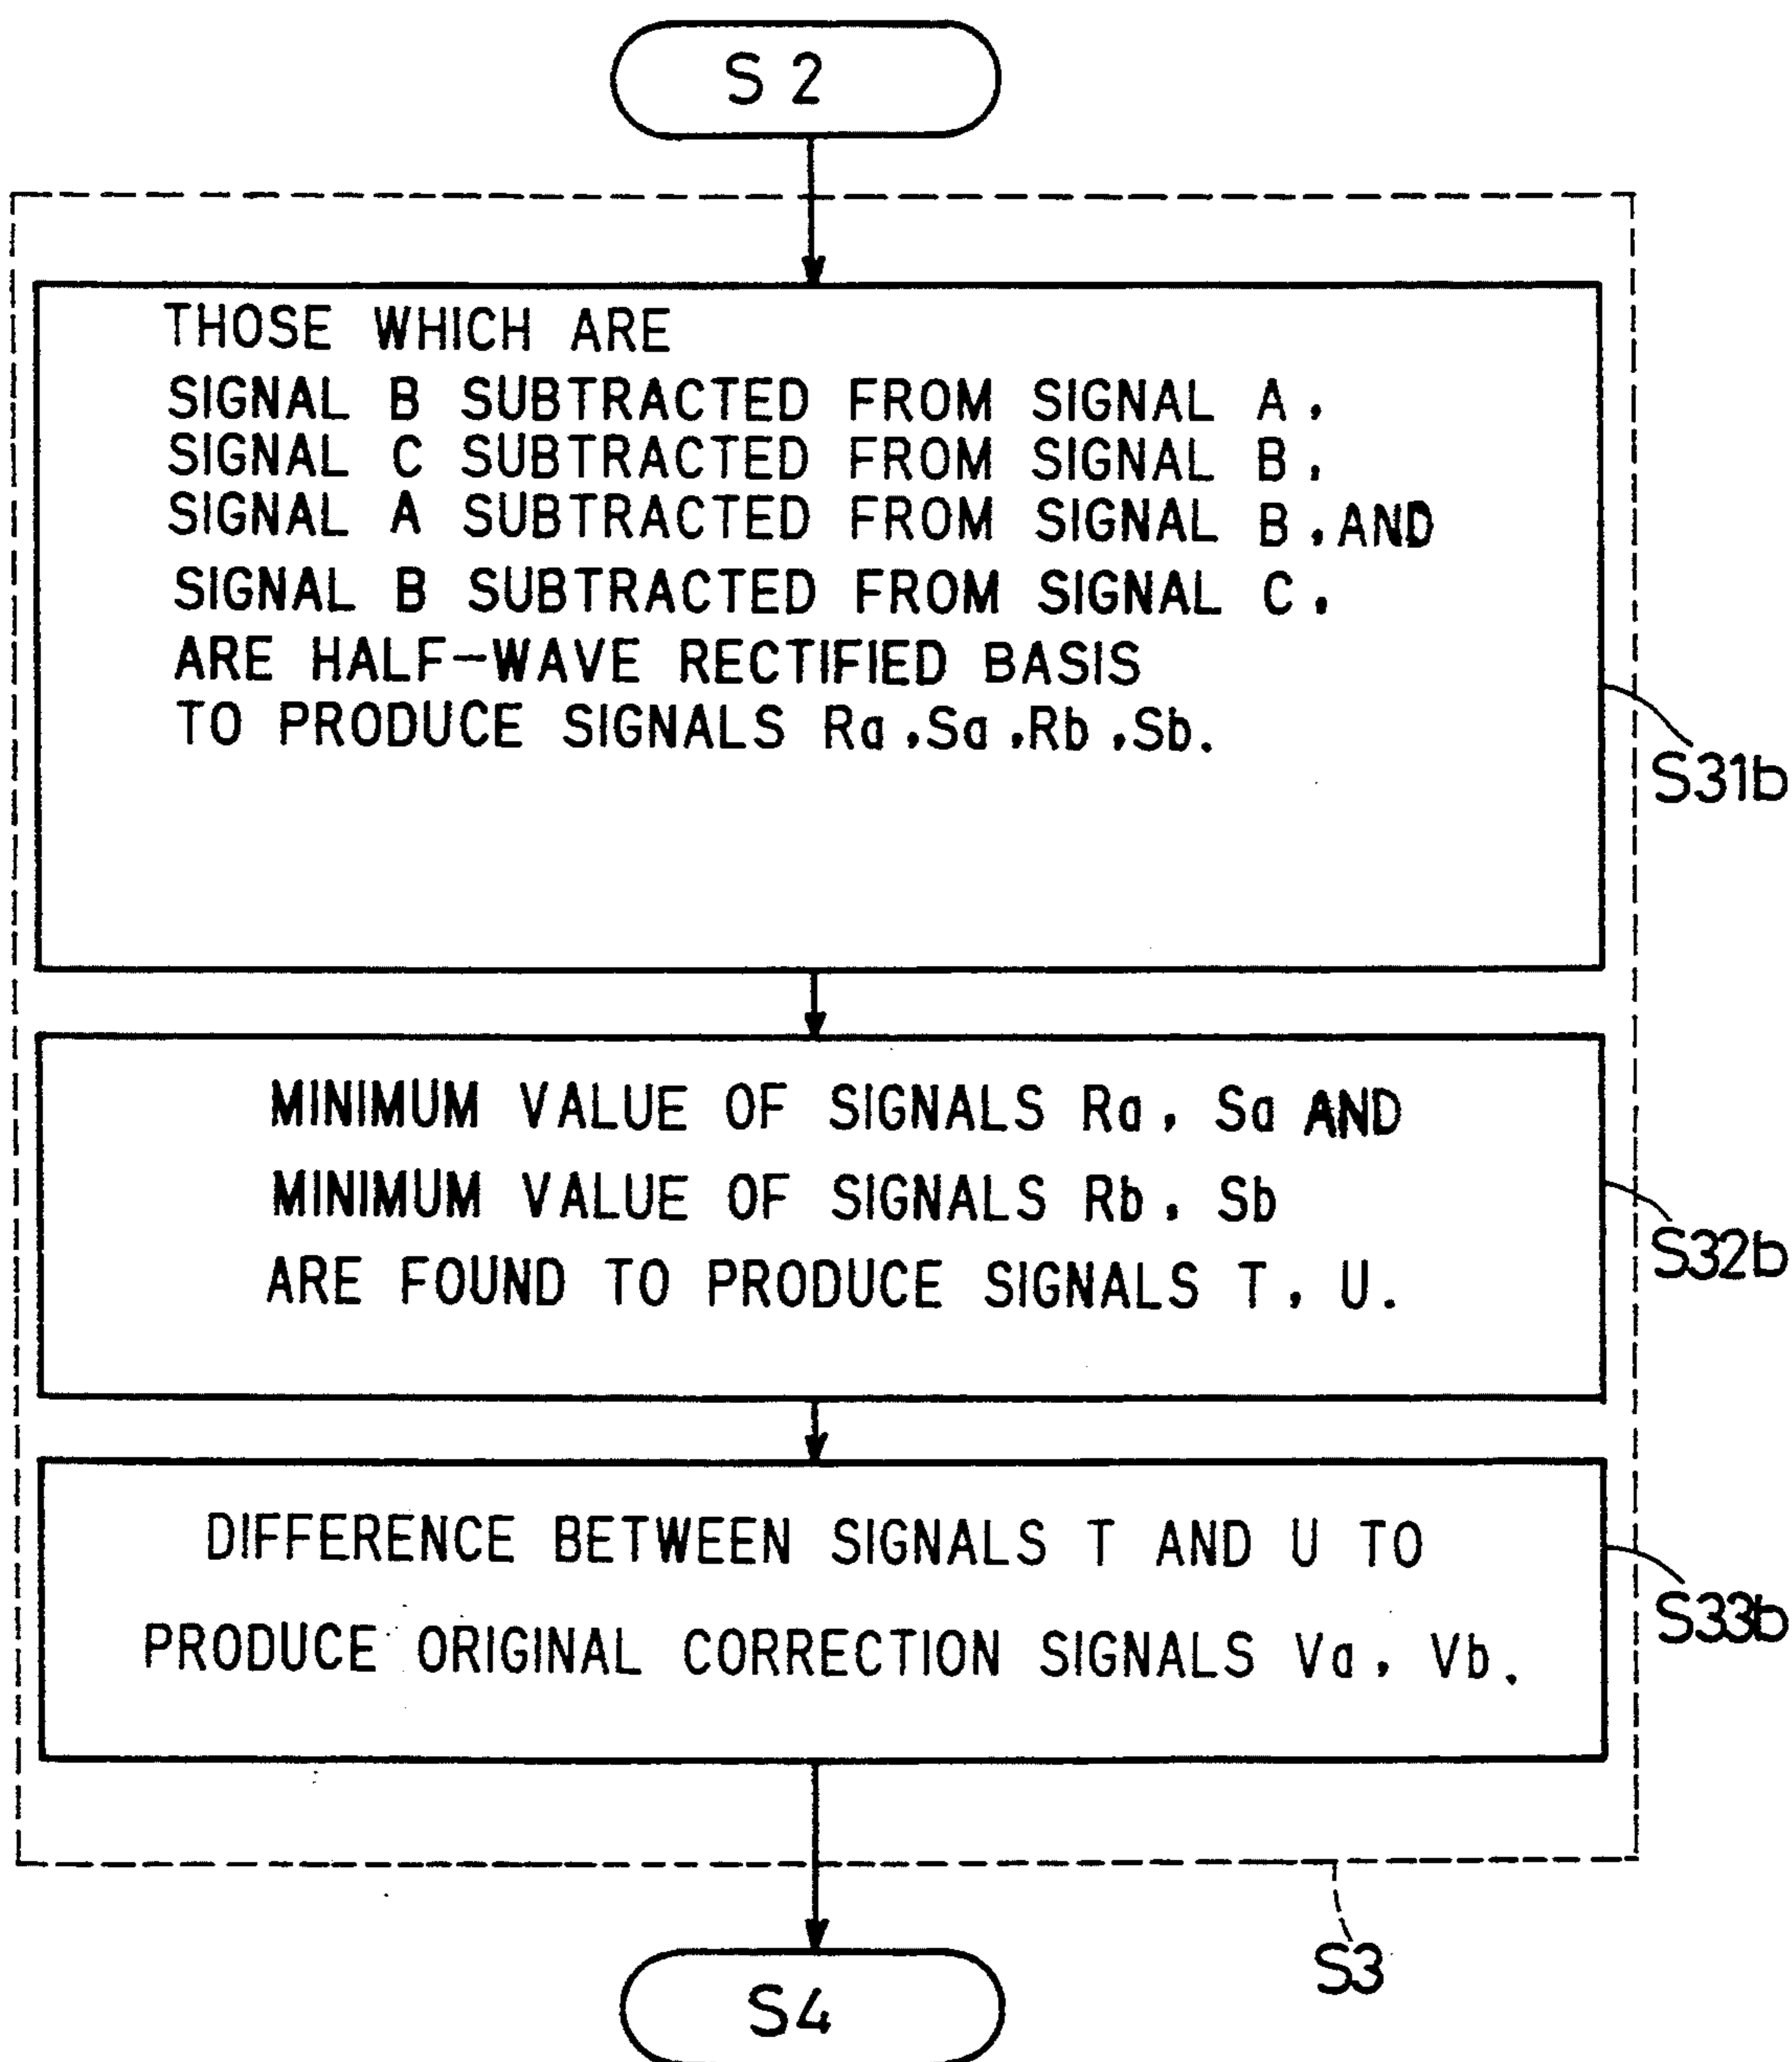 S2
THOSE WHICH ARE
SIGNAL B SUBTRACTED FROM SIGNAL A,
SIGNAL C SUBTRACTED FROM SIGNAL B,
SIGNAL A SUBTRACTED FROM SIGNAL B, AND
SIGNAL B SUBTRACTED FROM SIGNAL C,
ARE HALF-WAVE RECTIFIED BASIS
TO PRODUCE SIGNALS Ra, Sa, Rb, Sb.
S31b
MINIMUM VALUE OF SIGNALS Ra, Sa AND
MINIMUM VALUE OF SIGNALS Rb, Sb
ARE FOUND TO PRODUCE SIGNALS T, U.
S32b
DIFFERENCE BETWEEN SIGNALS T AND U TO
PRODUCE ORIGINAL CORRECTION SIGNALS Va, Vb.
S33b
S3
S4